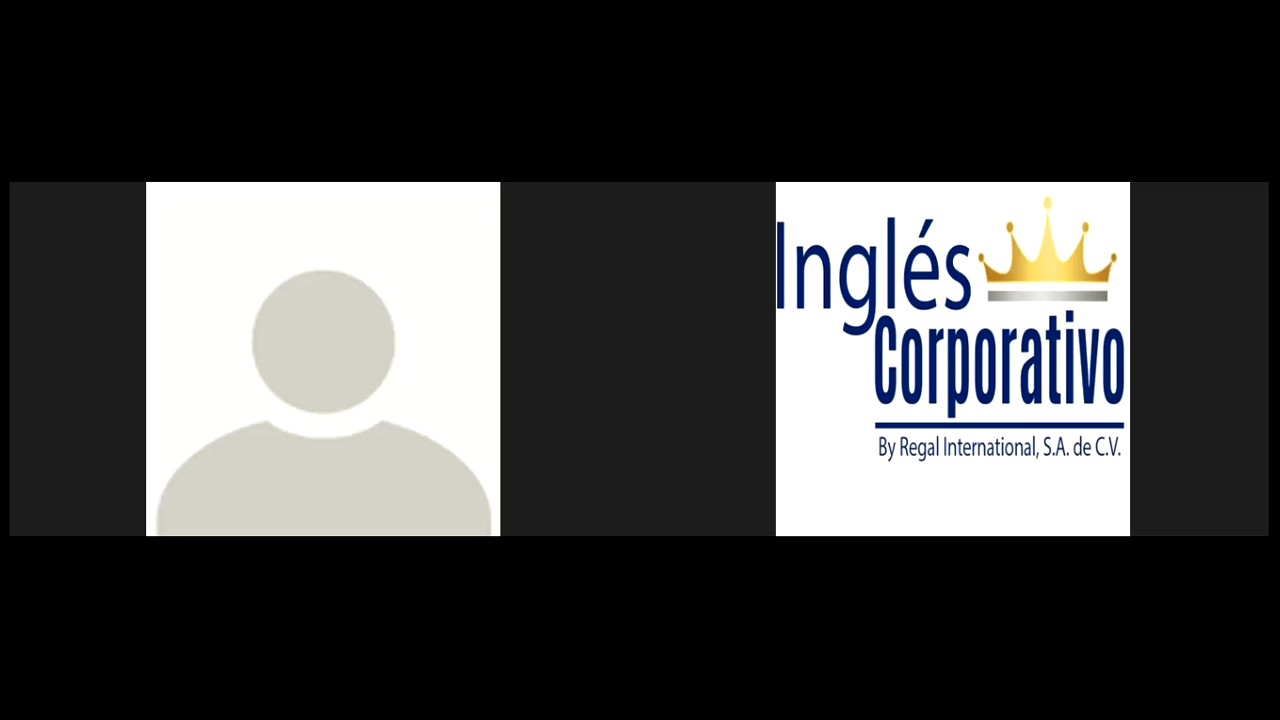 Inglés
Corporativo
By Regal International, S.A. de C.V.